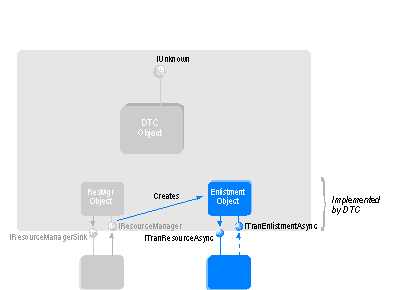 IUnknown
DTC
Object
ResMgr
Object
Creates
Enlistment
Object
Implemented
by DTC
IResourceManager
ITranEnlistmentAsync
IResourceManagerSink
ITranResourceAsync